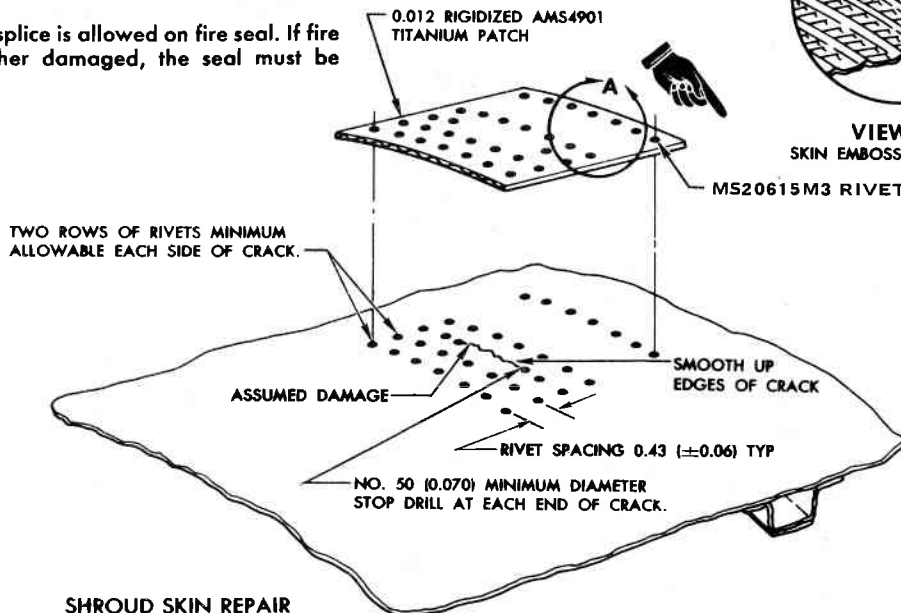 splice is allowed on fire seal. If fire
her damaged, the seal must be
0.012 RIGIDIZED AMS4901
TITANIUM PATCH
A
VIEW
SKIN EMBOSS
MS20615M3 RIVET
TWO ROWS OF RIVETS MINIMUM
ALLOWABLE EACH SIDE OF CRACK.
ASSUMED DAMAGE
SMOOTH UP
EDGES OF CRACK
RIVET SPACING 0.43 (±0.06) TYP
NO. 50 (0.070) MINIMUM DIAMETER
STOP DRILL AT EACH END OF CRACK.
SHROUD SKIN REPAIR